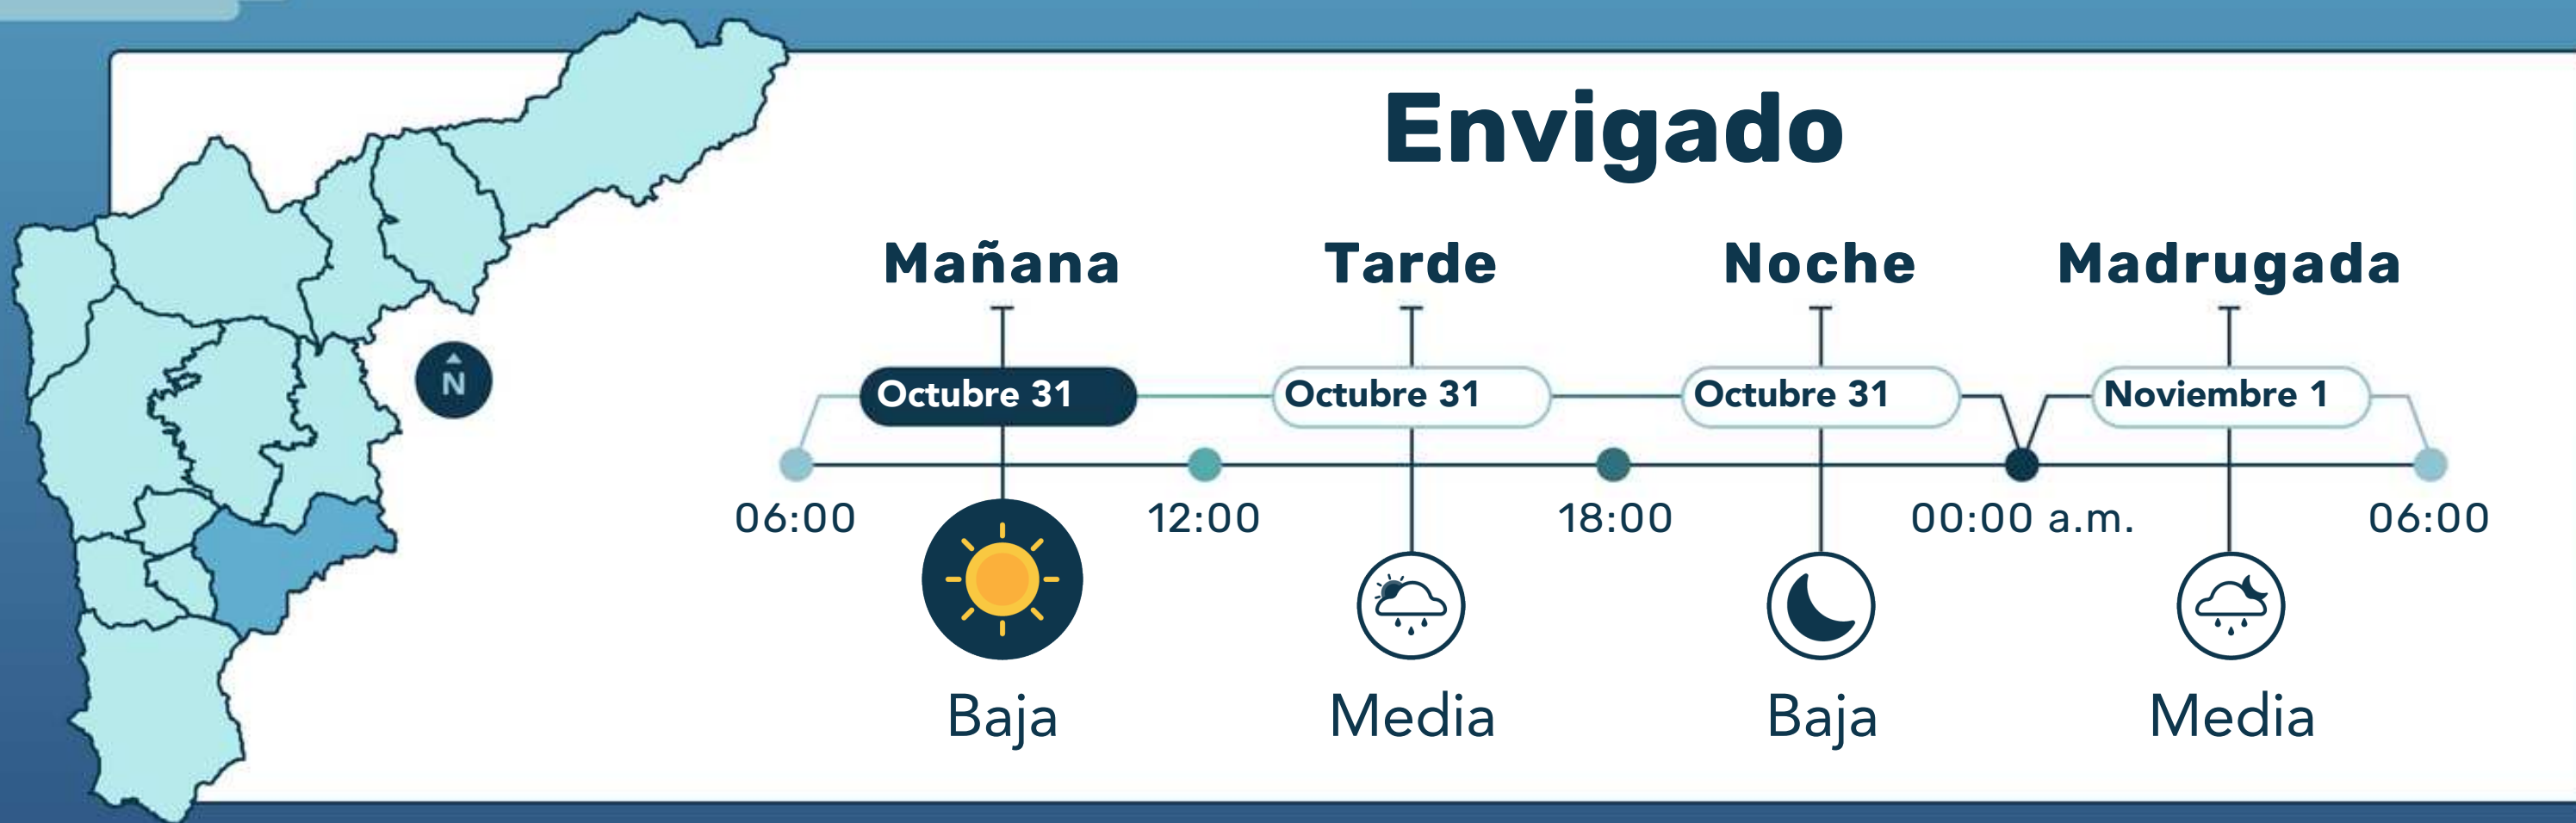 Envigado
Mañana Tarde Noche Madrugada
N
Octubre 31 Octubre 31 Octubre 31 Noviembre 1
06:00 12:00 18:00 00:00 a.m. 06:00
Baja Media Baja Media